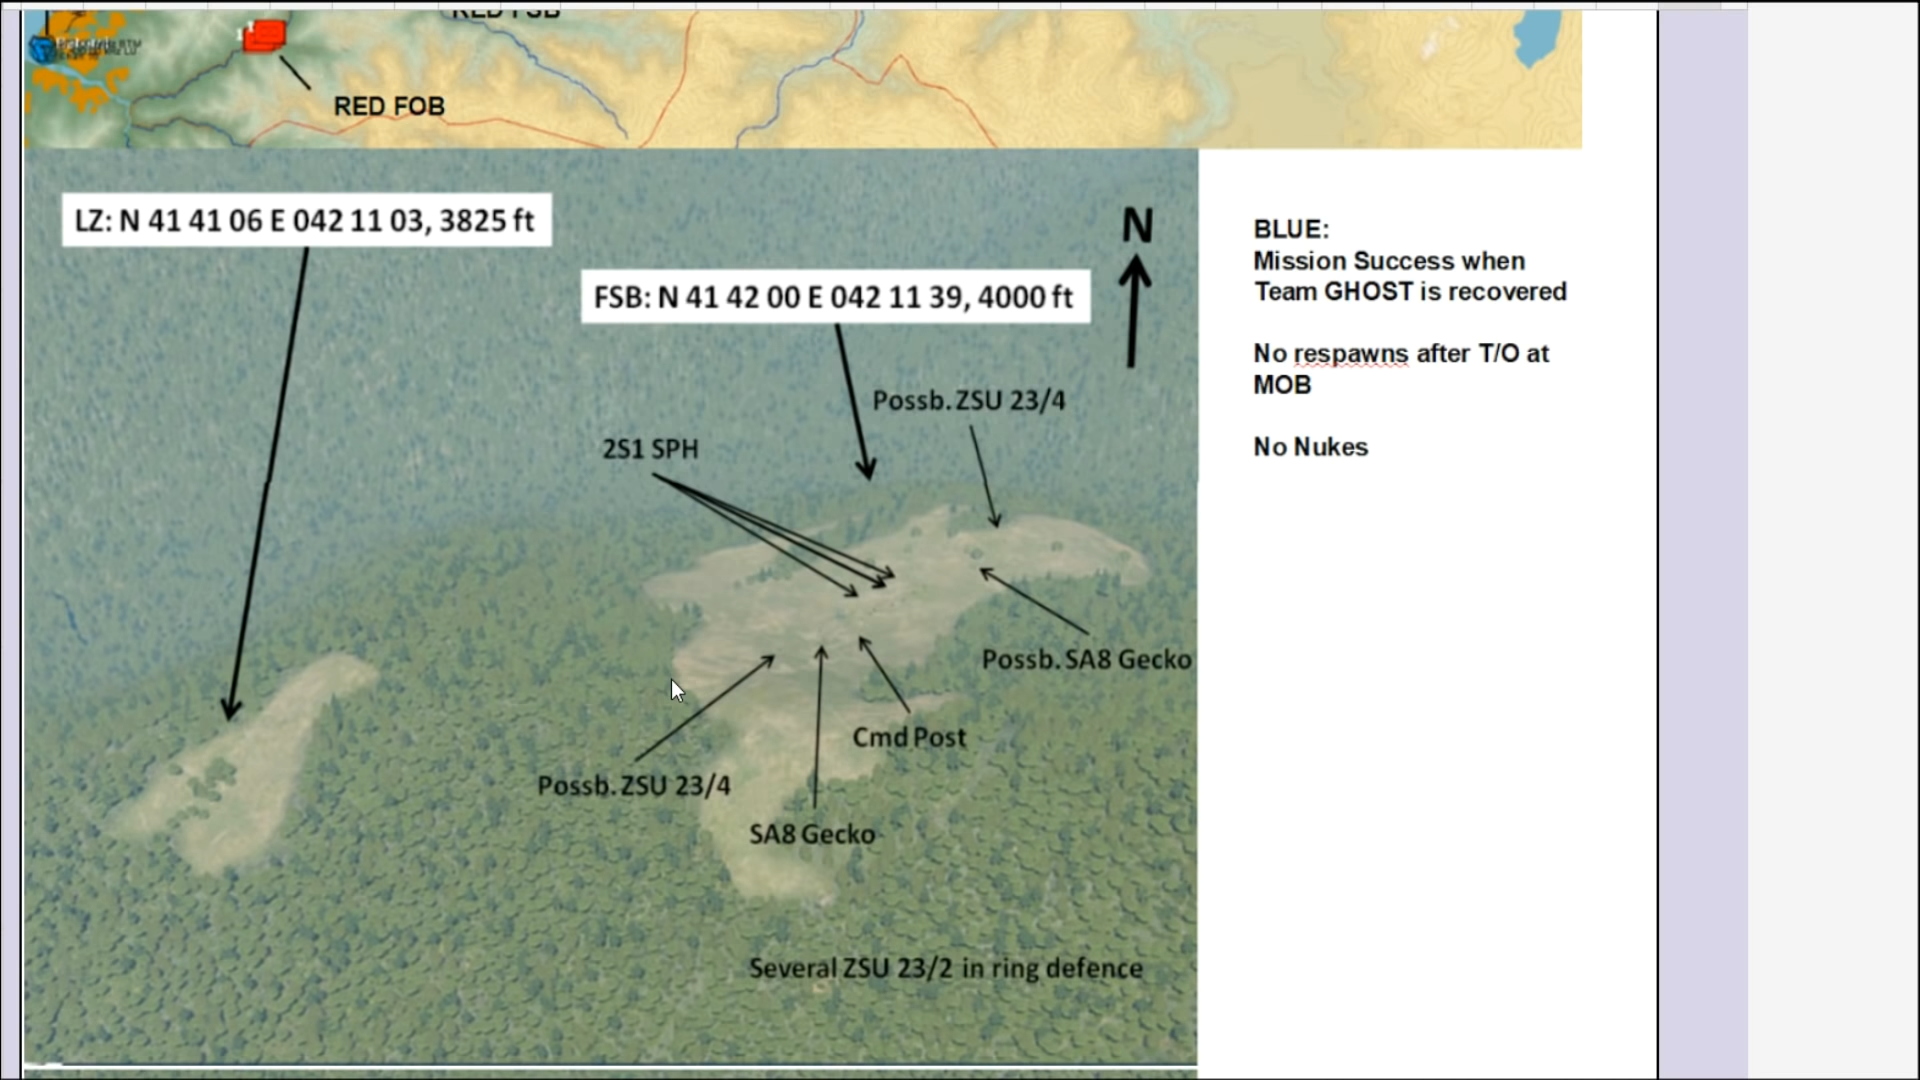 RED FSB
RED FOB
LZ: N 41 41 06 E 042 11 03, 3825 ft
N
FSB: N 41 42 00 E 042 11 39, 4000 ft
Possb. ZSU 23/4
2S1 SPH
Possb. SA8 Gecko
Cmd Post
Possb. ZSU 23/4
SA8 Gecko
Several ZSU 23/2 in ring defence
BLUE:
Mission Success when
Team GHOST is recovered
No respawns after T/O at
MOB
No Nukes